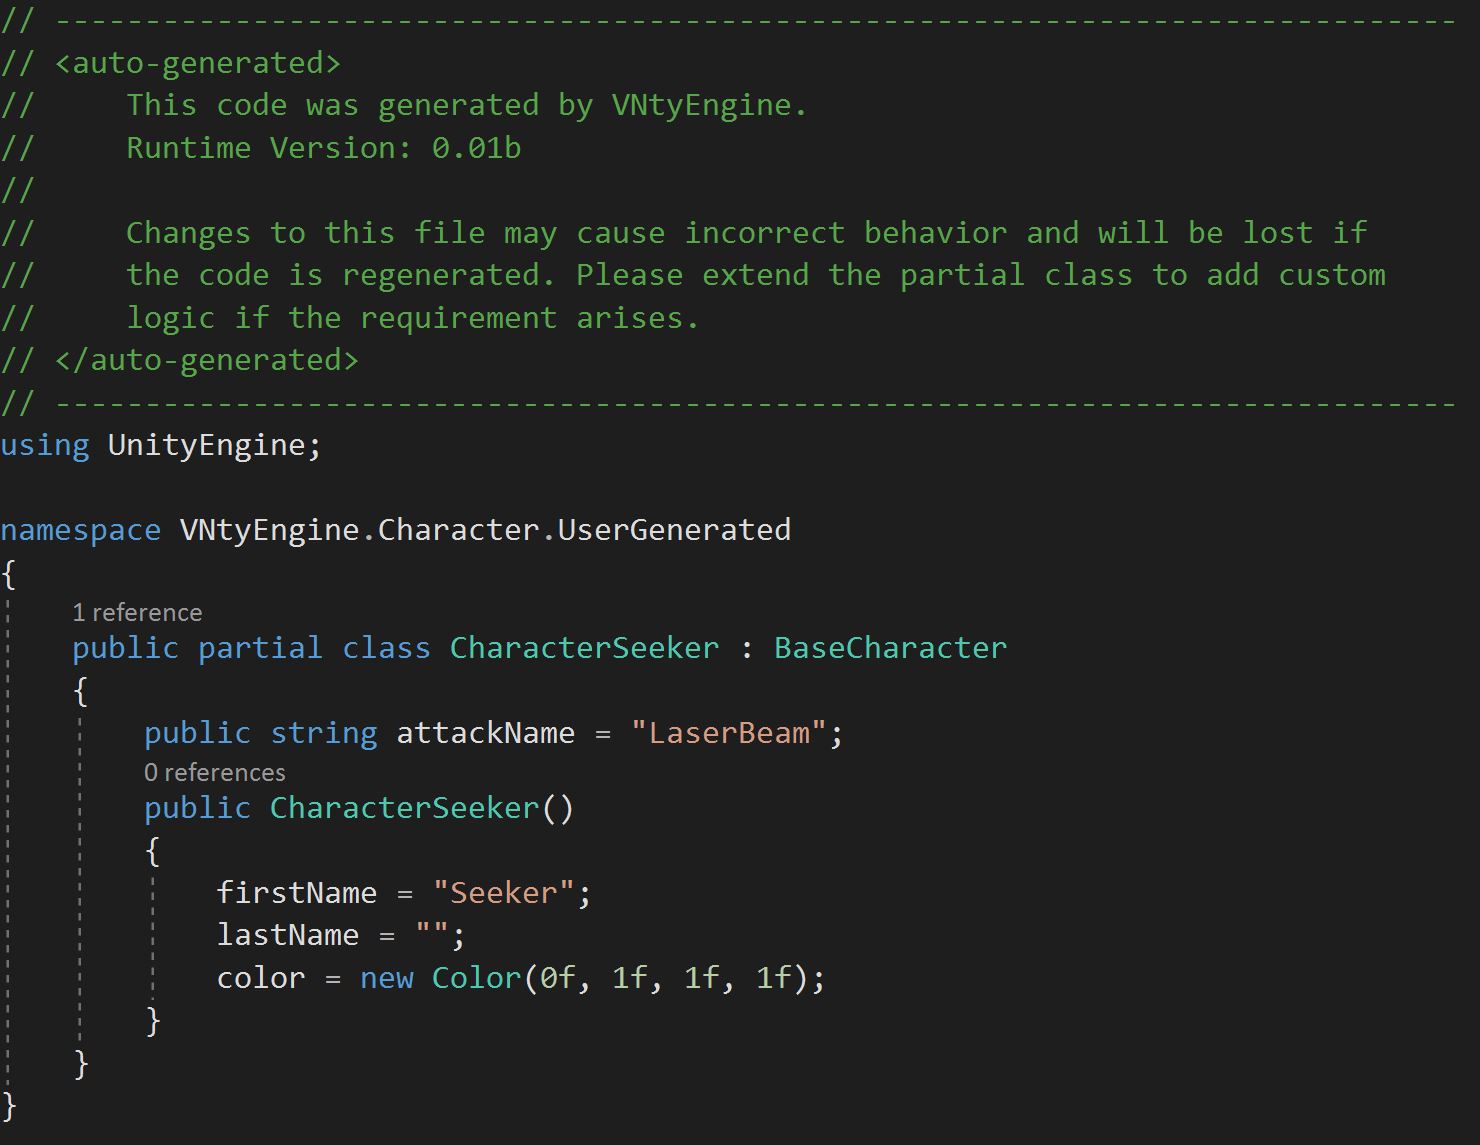 // ------------------------------------------------------------------------------
// <auto-generated>
//     This code was generated by VNtyEngine.
//     Runtime Version: 0.01b
//
//     Changes to this file may cause incorrect behavior and will be lost if
//     the code is regenerated. Please extend the partial class to add custom
//     logic if the requirement arises.
// </auto-generated>
// ------------------------------------------------------------------------------
using UnityEngine;

namespace VNtyEngine.Character.UserGenerated
{
    1 reference
    public partial class CharacterSeeker : BaseCharacter
    {
        public string attackName = "LaserBeam";
        0 references
        public CharacterSeeker()
        {
            firstName = "Seeker";
            lastName = "";
            color = new Color(0f, 1f, 1f, 1f);
        }
    }
}